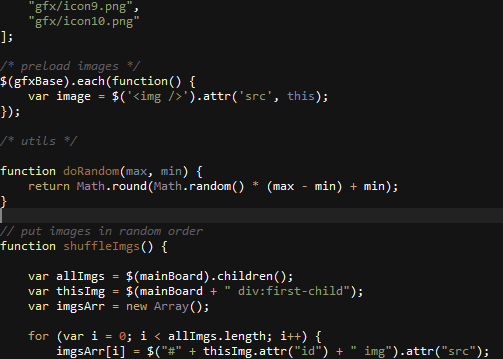 "gfx/icon9.png",
"gfx/icon10.png"
];
/* preload images */
$(gfxBase).each(function() {
var image = $('<img />').attr('src', this);
});
/* utils */
function doRandom(max, min) {
return Math.round(Math.random() * (max - min) + min);
}
// put images in random order
function shuffleImgs() {
var allImgs = $(mainBoard).children();
var thisImg = $(mainBoard + " div:first-child");
var imgsArr = new Array();
for (var i = 0; i < allImgs.length; i++) {
imgsArr[i] = $("#" + thisImg.attr("id") + " img").attr("src");